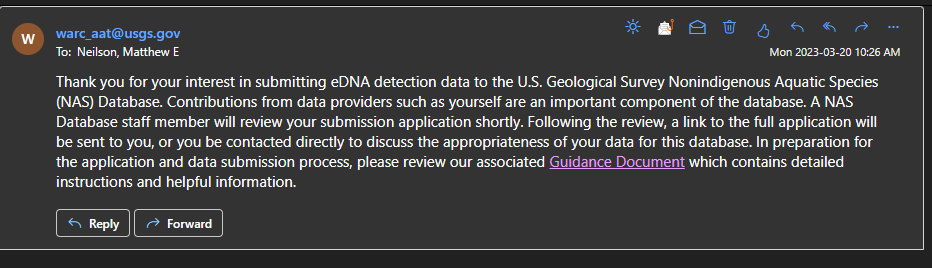 W
warc_aat@usgs.gov
To: Neilson, Matthew E
Mon 2023-03-20 10:26 AM
Thank you for your interest in submitting eDNA detection data to the U.S. Geological Survey Nonindigenous Aquatic Species
(NAS) Database. Contributions from data providers such as yourself are an important component of the database. A NAS
Database staff member will review your submission application shortly. Following the review, a link to the full application will
be sent to you, or you be contacted directly to discuss the appropriateness of your data for this database. In preparation for
the application and data submission process, please review our associated Guidance Document which contains detailed
instructions and helpful information.
Reply
Forward